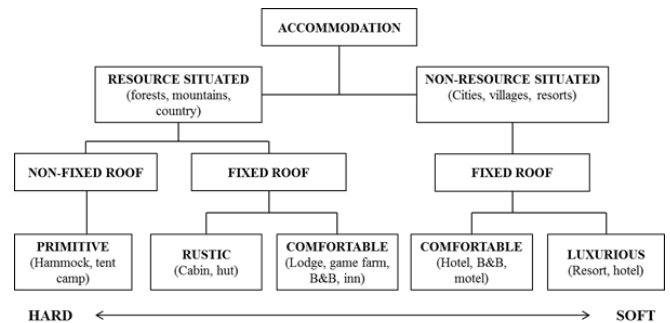 ACCOMMODATION
RESOURCE SITUATED
(forests, mountains,
country)
NON-RESOURCE SITUATED
(Cities, villages, resorts)
NON-FIXED ROOF
FIXED ROOF
FIXED ROOF
PRIMITIVE
(Hammock, tent
camp)
RUSTIC
(Cabin, hut)
COMFORTABLE
(Lodge, game farm,
B&B, inn)
COMFORTABLE
(Hotel, B&B,
motel)
LUXURIOUS
(Resort, hotel)
HARD
SOFT